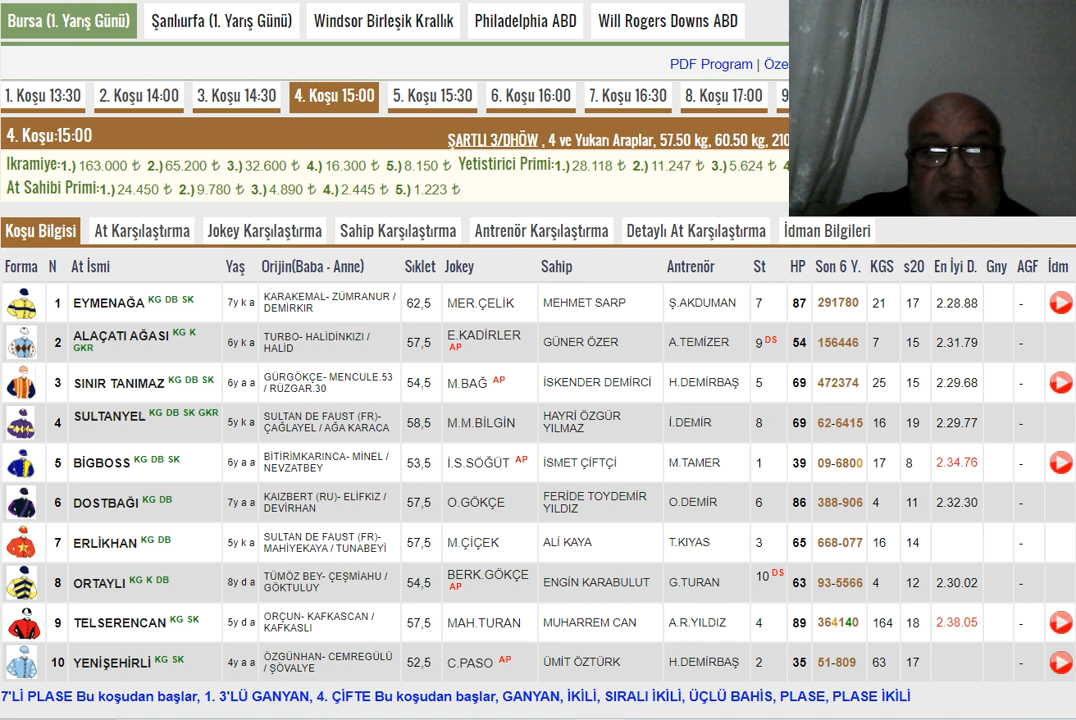 Bursa (1. Yarış Günü) Şanlıurfa (1. Yarış Günü) Windsor Birleşik Krallık Philadelphia ABD Will Rogers Downs ABD
PDF Program | Öze
1. Koşu 13:30 2. Koşu 14:00 3. Koşu 14:30 4. Koşu 15:00 5. Koşu 15:30 6. Koşu 16:00 7. Koşu 16:30 8. Koşu 17:00 9
4. Koşu:15:00 ŞARTLI 3/DHÖW , 4 ve Yukarı Araplar, 57.50 kg, 60.50 kg, 210
İkramiye:1.) 163.000 ₺ 2.) 65.200 ₺ 3.) 32.600 ₺ 4.) 16.300 ₺ 5.) 8.150 ₺ Yetiştirici Primi:1.) 28.118 ₺ 2.) 11.247 ₺ 3.) 5.624 ₺ 4
At Sahibi Primi:1.) 24.450 ₺ 2.) 9.780 ₺ 3.) 4.890 ₺ 4.) 2.445 ₺ 5.) 1.223 ₺
Koşu Bilgisi At Karşılaştırma Jokey Karşılaştırma Sahip Karşılaştırma Antrenör Karşılaştırma Detaylı At Karşılaştırma İdman Bilgileri
Forma N At İsmi Yaş Orijin(Baba - Anne) Sıklet Jokey Sahip Antrenör St HP Son 6 Y. KGS s20 En İyi D. Gny AGF İdm
1 EYMENAĞA KG DB SK 7y k a KARAKEMAL- ZÜMRANUR / DEMİRKIR 62,5 MER.ÇELİK MEHMET SARP Ş.AKDUMAN 7 87 291780 21 17 2.28.88 -
2 ALAÇATI AĞASI KG K GKR 6y k a TURBO- HALİDİNKIZI / HALİD 57,5 E.KADİRLER AP GÜNER ÖZER A.TEMİZER 9 DS 54 156446 7 15 2.31.79 -
3 SINIR TANIMAZ KG DB SK 6y a a GÜRGÖKÇE- MENCULE.53 / RÜZGAR.30 54,5 M.BAĞ AP İSKENDER DEMİRCİ H.DEMİRBAŞ 5 69 472374 25 15 2.29.68 -
4 SULTANYEL KG DB SK GKR 5y k a SULTAN DE FAUST (FR)- ÇAĞLAYEL / AĞA KARACA 58,5 M.M.BİLGİN HAYRİ ÖZGÜR YILMAZ İ.DEMİR 8 69 62-6415 16 19 2.29.77 -
5 BİGBOSS KG DB SK 6y a a BİTİRİMKARINCA- MİNEL / NEVZATBEY 53,5 İ.S.SÖĞÜT AP İSMET ÇİFTÇİ M.TAMER 1 39 09-6800 17 8 2.34.76 -
6 DOSTBAĞI KG DB 7y a a KAIZBERT (RU)- ELİFKIZ / DEVİRHAN 57,5 O.GÖKÇE FERİDE TOYDEMİR YILDIZ O.DEMİR 6 86 388-906 4 11 2.32.30 -
7 ERLİKHAN KG DB 5y k a SULTAN DE FAUST (FR)- MAHİYEKAYA / TUNABEYİ 57,5 M.ÇİÇEK ALİ KAYA T.KIYAS 3 65 668-077 16 14 -
8 ORTAYLI KG K DB 8y d a TÜMÖZ BEY- ÇEŞMİAHU / GÖKTULUY 54,5 BERK.GÖKÇE AP ENGİN KARABULUT G.TURAN 10 DS 63 93-5566 4 12 2.30.02 -
9 TELSERENCAN KG SK 5y d a ORÇUN- KAFKASCAN / KAFKASLI 57,5 MAH.TURAN MUHARREM CAN A.R.YILDIZ 4 89 364140 164 18 2.38.05 -
10 YENİŞEHİRLİ KG SK 4y a a ÖZGÜNHAN- CEMREGÜLÜ / ŞÖVALYE 52,5 C.PASO AP ÜMİT ÖZTÜRK H.DEMİRBAŞ 2 35 51-809 63 17 -
7'Lİ PLASE Bu koşudan başlar, 1. 3'LÜ GANYAN, 4. ÇİFTE Bu koşudan başlar, GANYAN, İKİLİ, SIRALI İKİLİ, ÜÇLÜ BAHİS, PLASE, PLASE İKİLİ